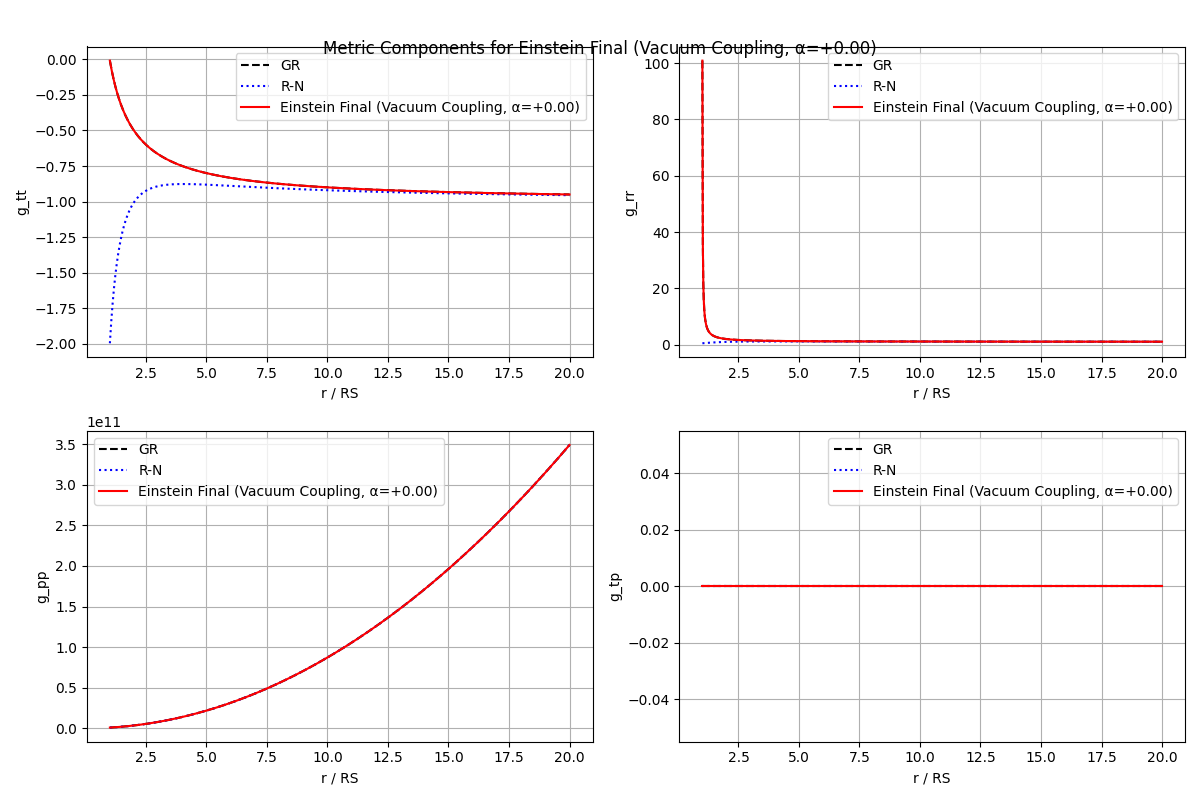 Metric Components for Einstein Final (Vacuum Coupling, α=+0.00)
0.00
−0.25
−0.50
−0.75
−1.00
−1.25
−1.50
−1.75
−2.00
g_tt
GR
R-N
Einstein Final (Vacuum Coupling, α=+0.00)
2.5 5.0 7.5 10.0 12.5 15.0 17.5 20.0
r / RS
100
80
60
40
20
0
g_rr
GR
R-N
Einstein Final (Vacuum Coupling, α=+0.00)
2.5 5.0 7.5 10.0 12.5 15.0 17.5 20.0
r / RS
1e11
3.5
3.0
2.5
2.0
1.5
1.0
0.5
0.0
g_pp
GR
R-N
Einstein Final (Vacuum Coupling, α=+0.00)
2.5 5.0 7.5 10.0 12.5 15.0 17.5 20.0
r / RS
0.04
0.02
0.00
−0.02
−0.04
g_tp
GR
R-N
Einstein Final (Vacuum Coupling, α=+0.00)
2.5 5.0 7.5 10.0 12.5 15.0 17.5 20.0
r / RS